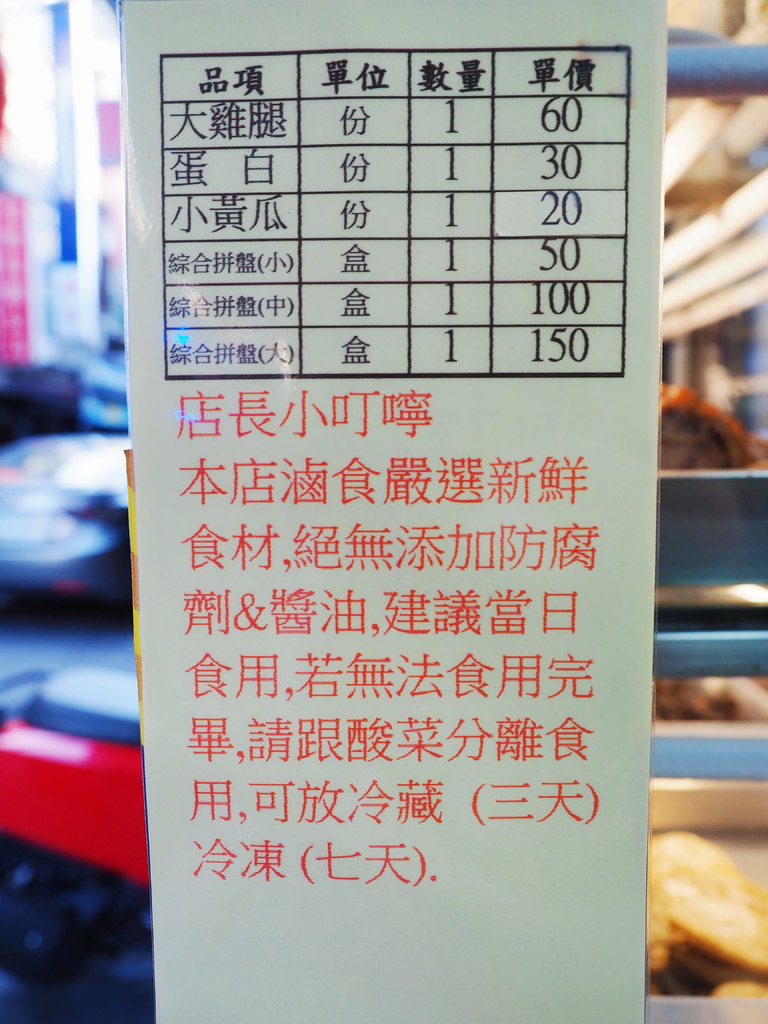 品項 單位 數量 單價
大雞腿 份 1 60
蛋 白 份 1 30
小黃瓜 份 1 20
綜合拼盤(小) 盒 1 50
綜合拼盤(中) 盒 1 100
綜合拼盤(大) 盒 1 150
店長小叮嚀
本店滷食嚴選新鮮
食材,絕無添加防腐
劑&醬油,建議當日
食用,若無法食用完
畢,請跟酸菜分離食
用,可放冷藏 (三天)
冷凍(七天).